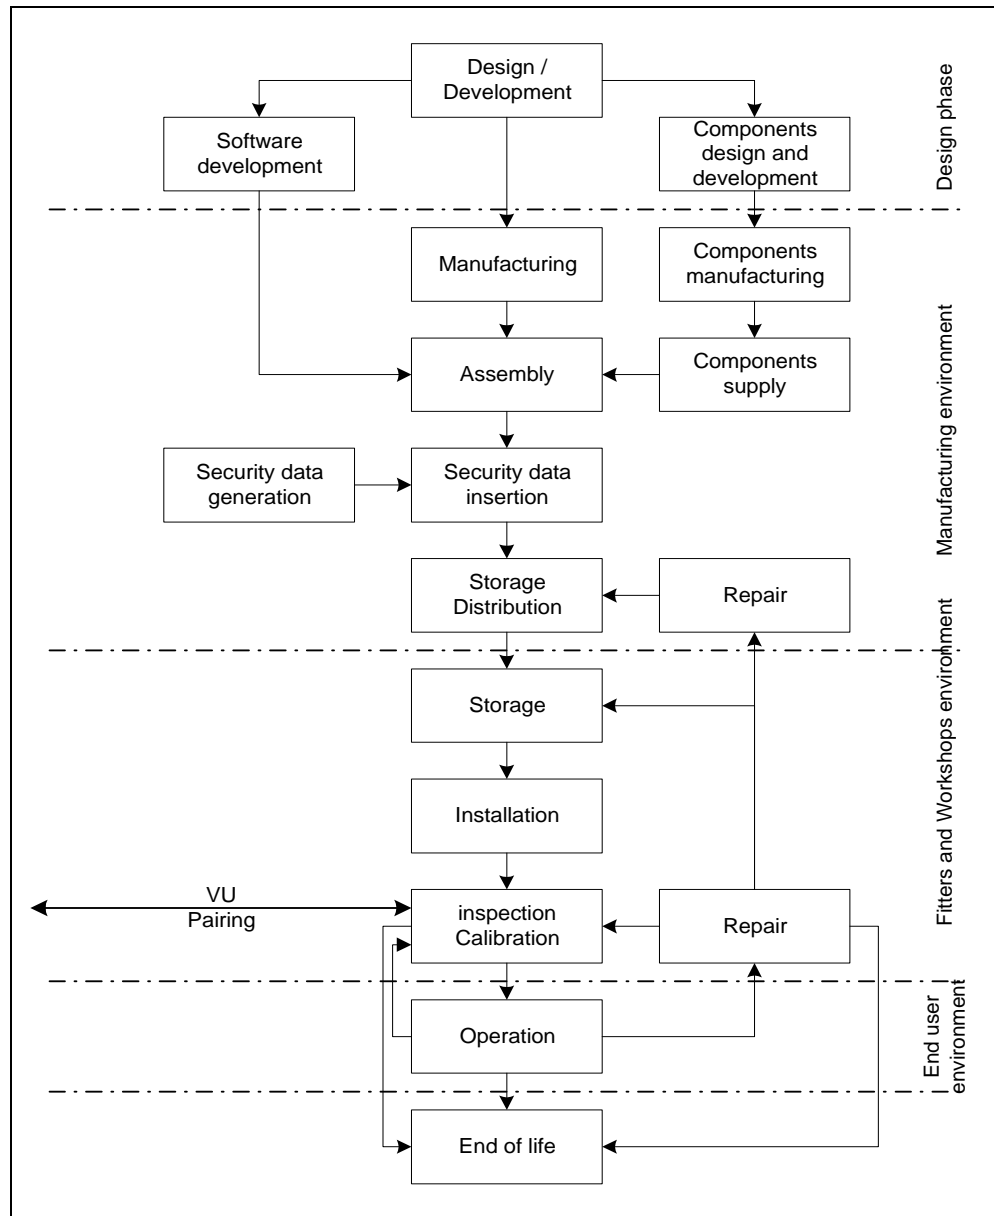 Design /
Development
Software
development
Components
design and
development
Design phase
Manufacturing
Components
manufacturing
Assembly
Components
supply
Manufacturing environment
Security data
generation
Security data
insertion
Storage
Distribution
Repair
Storage
Fitters and Workshops environment
Installation
VU
Pairing
inspection
Calibration
Repair
Operation
End user
environment
End of life